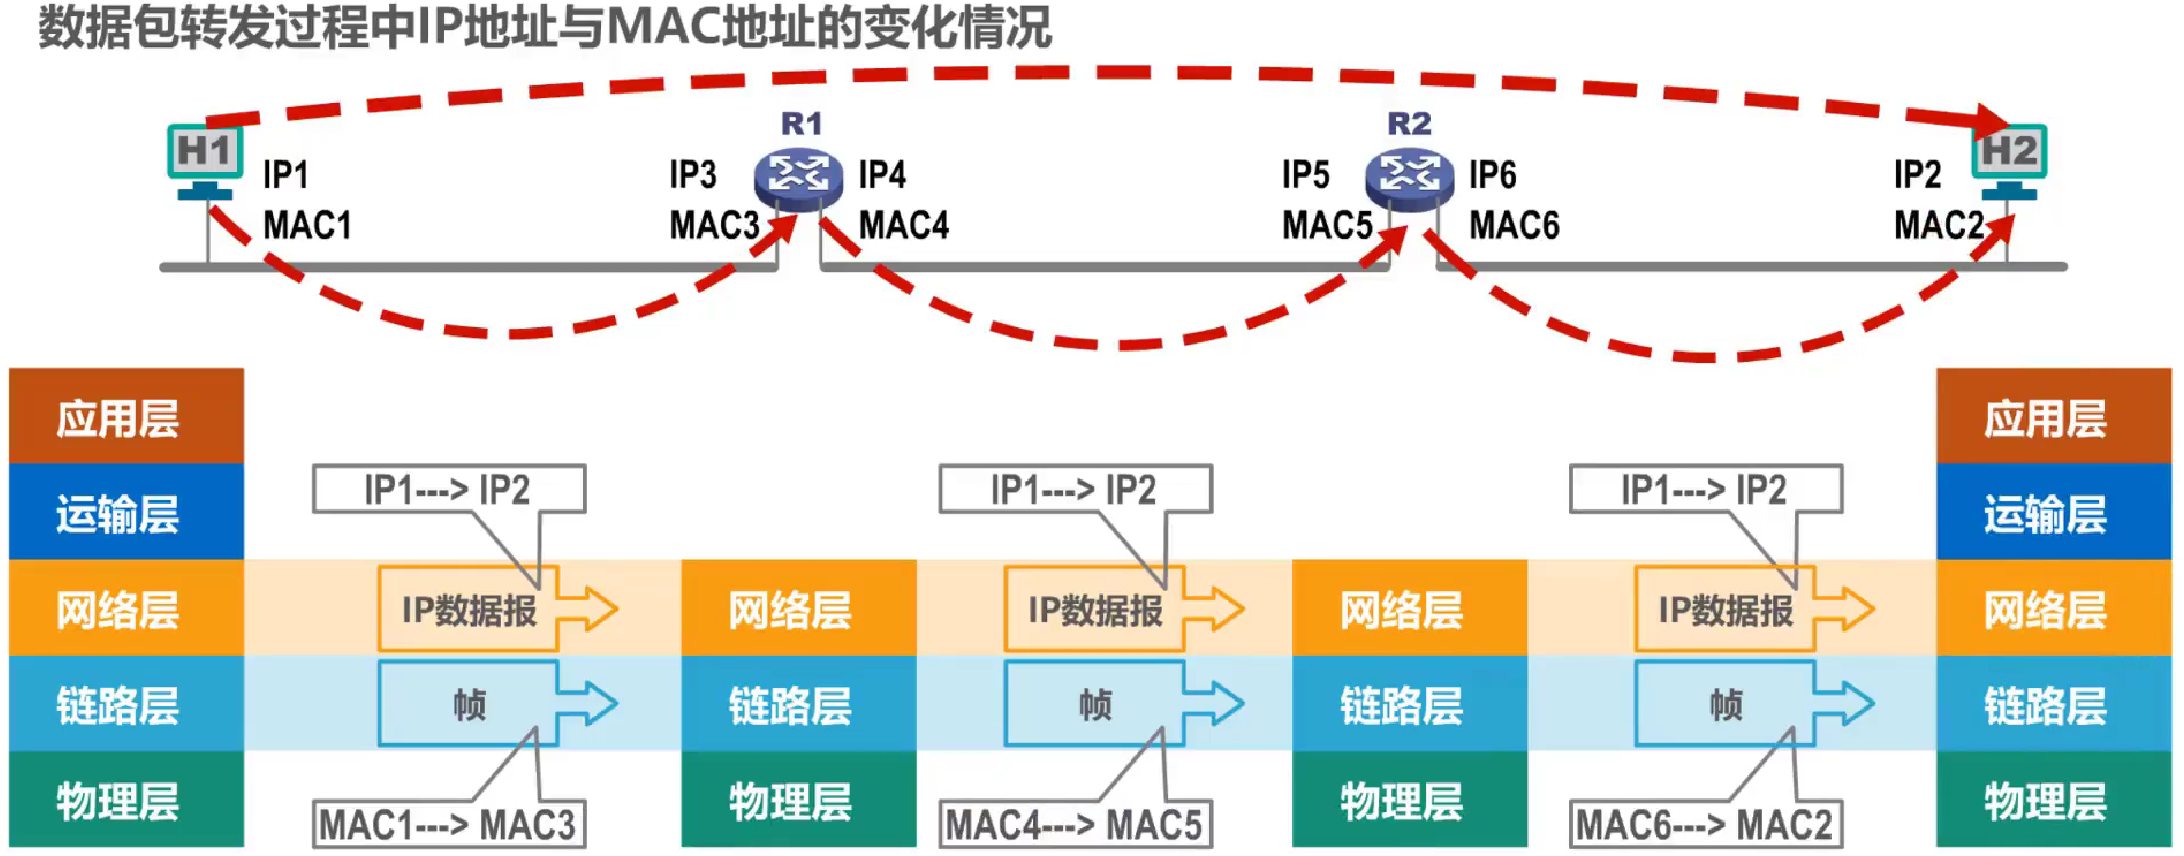 数据包转发过程中IP地址与MAC地址的变化情况
R1
R2
H1
H2
IP1
IP3
IP4
IP5
IP6
IP2
MAC1
MAC3
MAC4
MAC5
MAC6
MAC2
应用层
应用层
运输层
IP1---> IP2
IP1---> IP2
IP1---> IP2
运输层
网络层
IP数据报
网络层
IP数据报
网络层
IP数据报
网络层
链路层
帧
链路层
帧
链路层
帧
链路层
物理层
MAC1---> MAC3
物理层
MAC4---> MAC5
物理层
MAC6---> MAC2
物理层